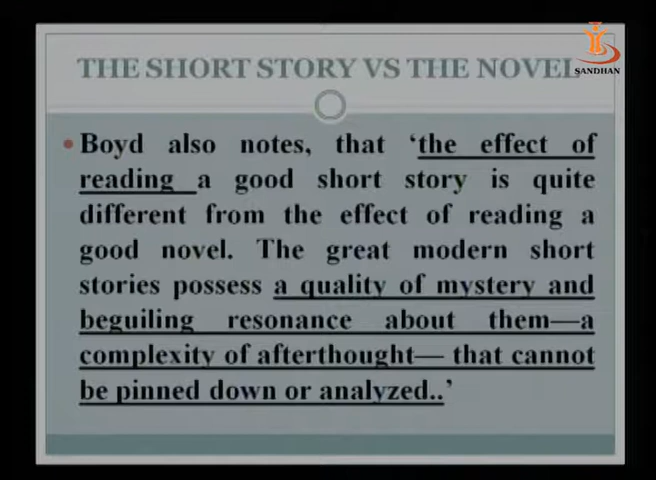 SANDHAN
THE SHORT STORY VS THE NOVEL
Boyd also notes, that ‘the effect of
reading a good short story is quite
different from the effect of reading a
good novel. The great modern short
stories possess a quality of mystery and
beguiling resonance about them—a
complexity of afterthought— that cannot
be pinned down or analyzed..’